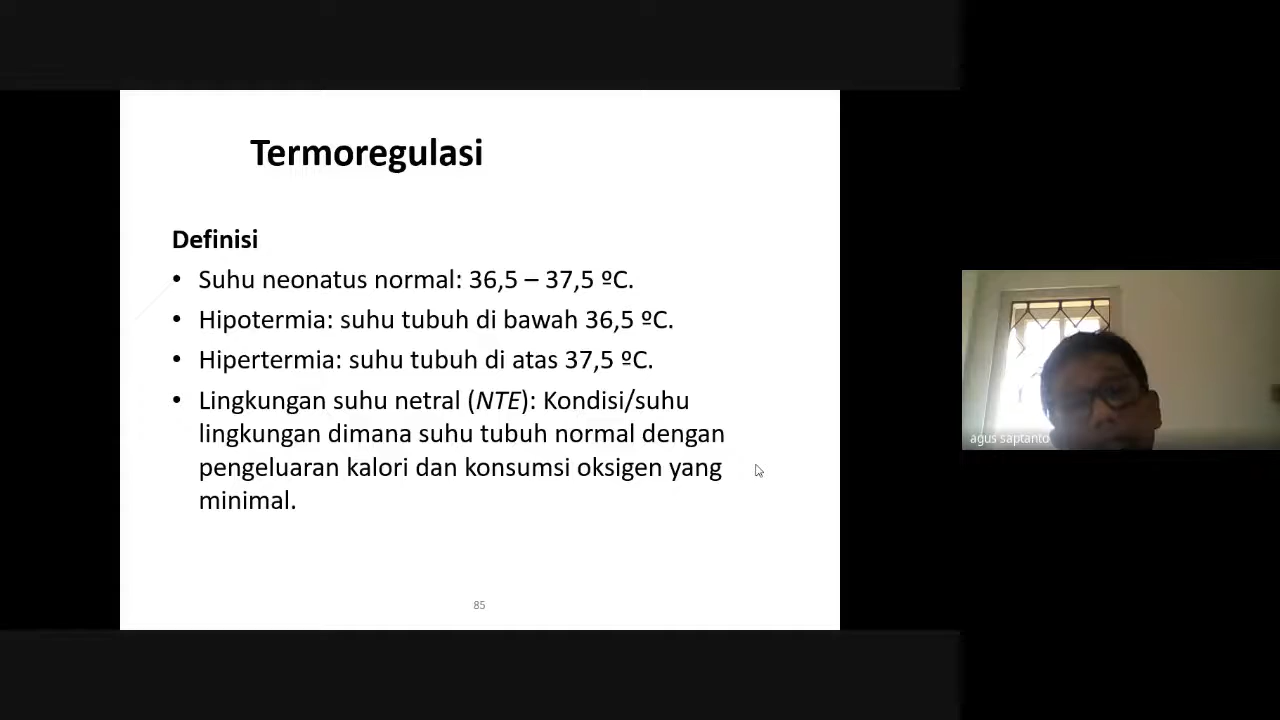 Termoregulasi
Definisi
• Suhu neonatus normal: 36,5 – 37,5 ºC.
• Hipotermia: suhu tubuh di bawah 36,5 ºC.
• Hipertermia: suhu tubuh di atas 37,5 ºC.
• Lingkungan suhu netral (NTE): Kondisi/suhu
lingkungan dimana suhu tubuh normal dengan
pengeluaran kalori dan konsumsi oksigen yang
minimal.
85
agus saptanto